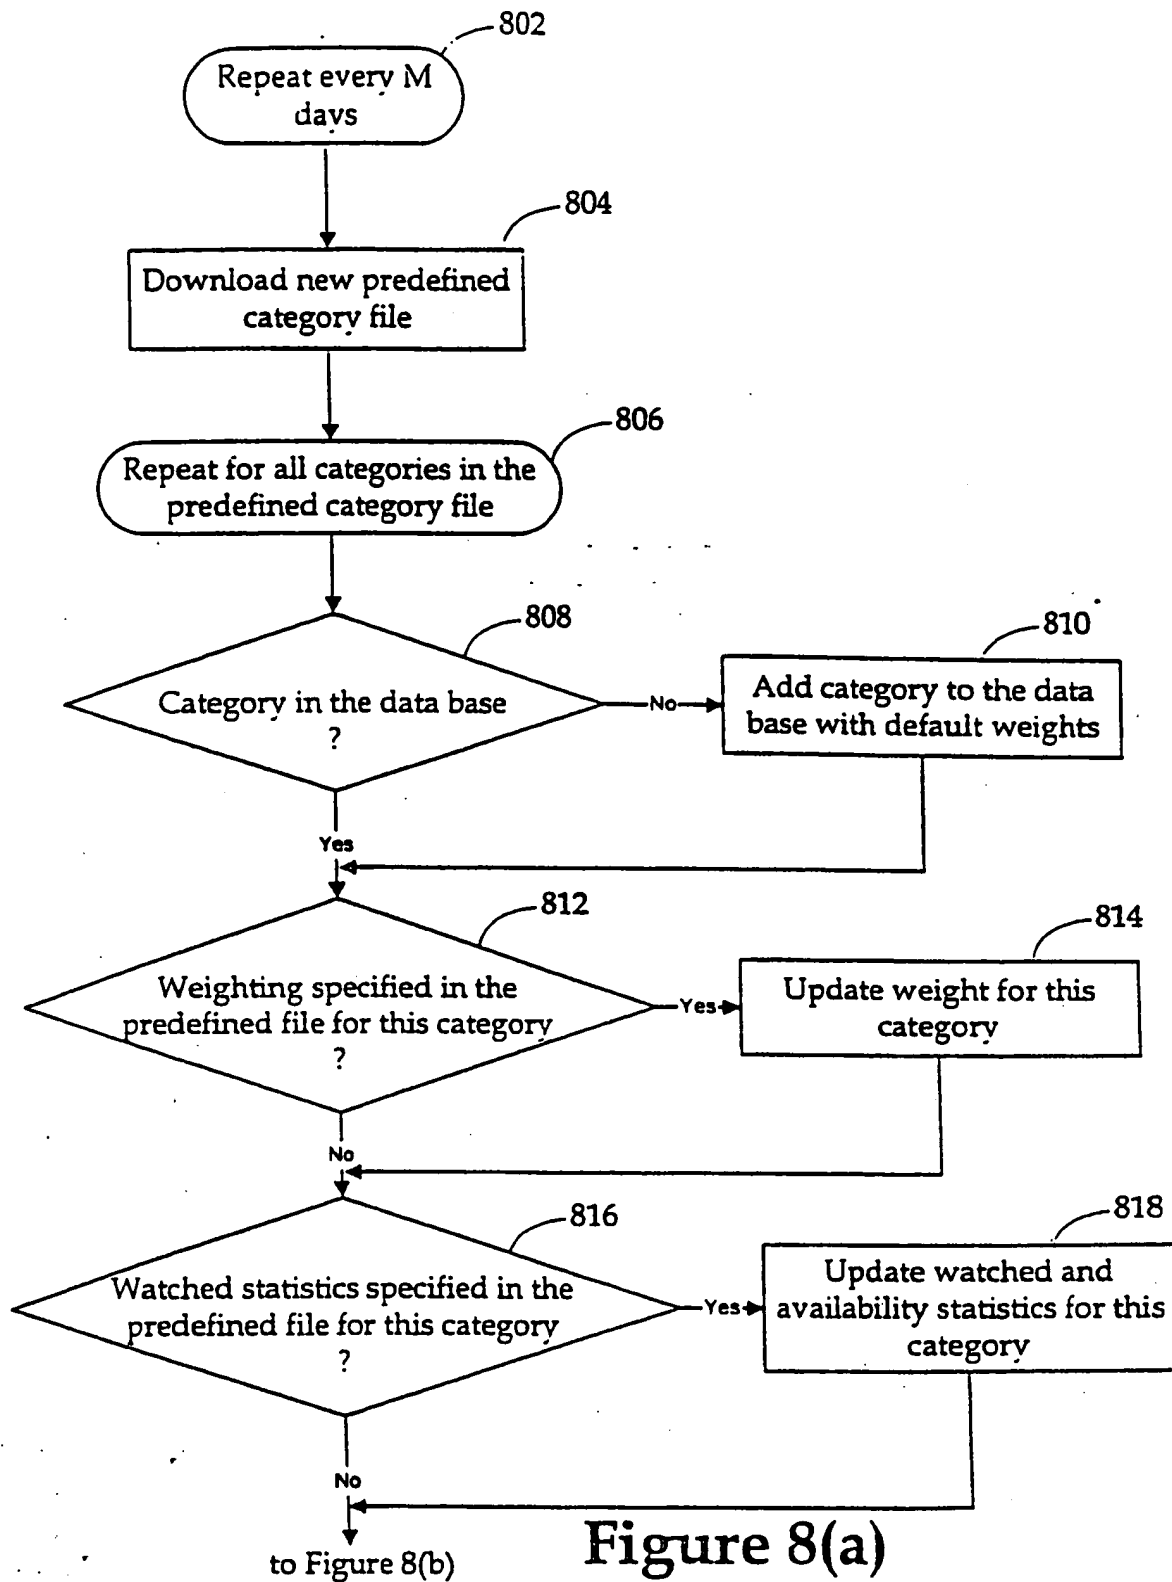 802
Repeat every M
days
804
Download new predefined
category file
806
Repeat for all categories in the
predefined category file
808
Category in the data base
?
No
810
Add category to the data
base with default weights
Yes
812
Weighting specified in the
predefined file for this category
?
Yes
814
Update weight for this
category
No
816
Watched statistics specified in the
predefined file for this category
?
Yes
818
Update watched and
availability statistics for this
category
No
to Figure 8(b)
Figure 8(a)